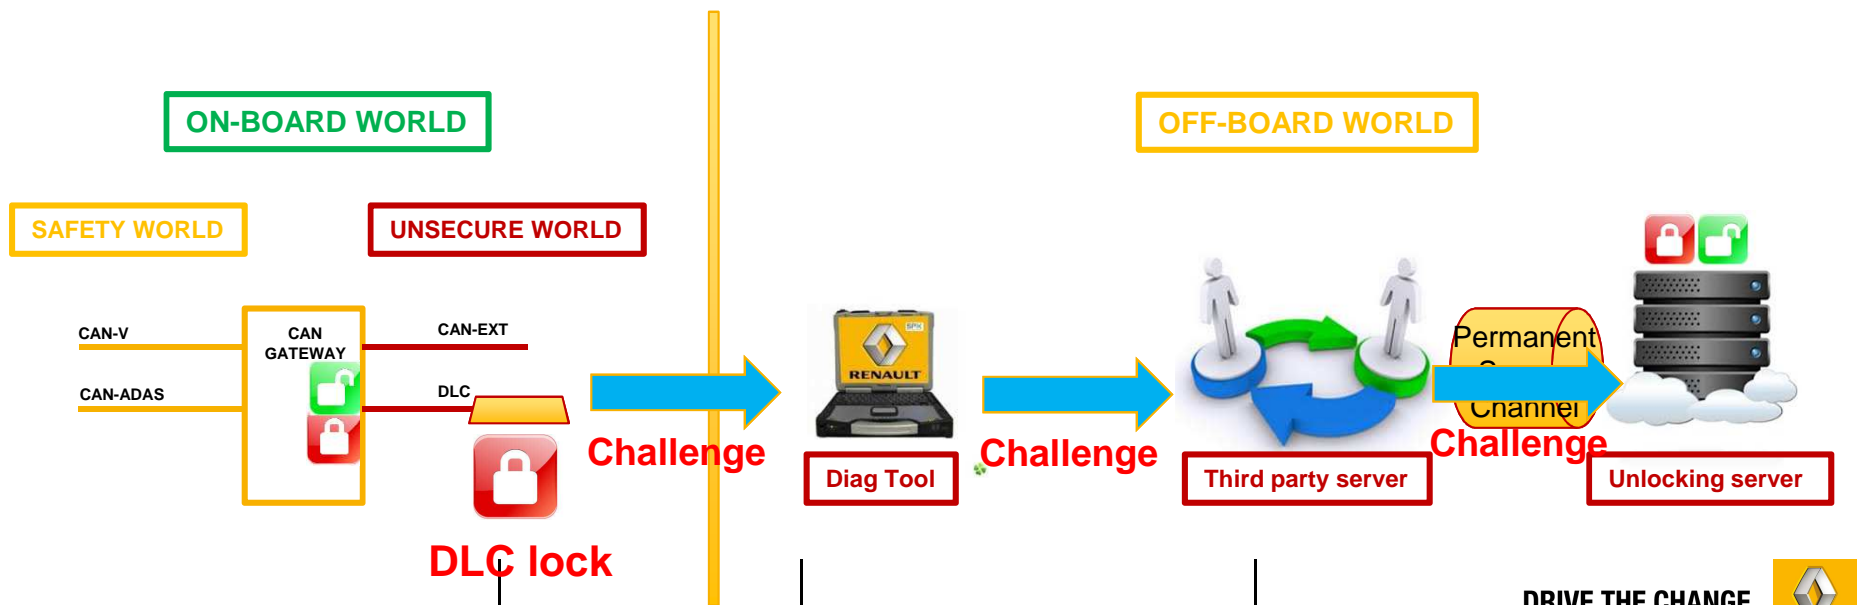 ON-BOARD WORLD
OFF-BOARD WORLD
SAFETY WORLD
UNSECURE WORLD
CAN-V
CAN
GATEWAY
CAN-EXT
CAN-ADAS
DLC
RENAULT
Permanent
Channel
Challenge
Challenge
Challenge
Diag Tool
Third party server
Unlocking server
DLC lock
DRIVE THE CHANGE